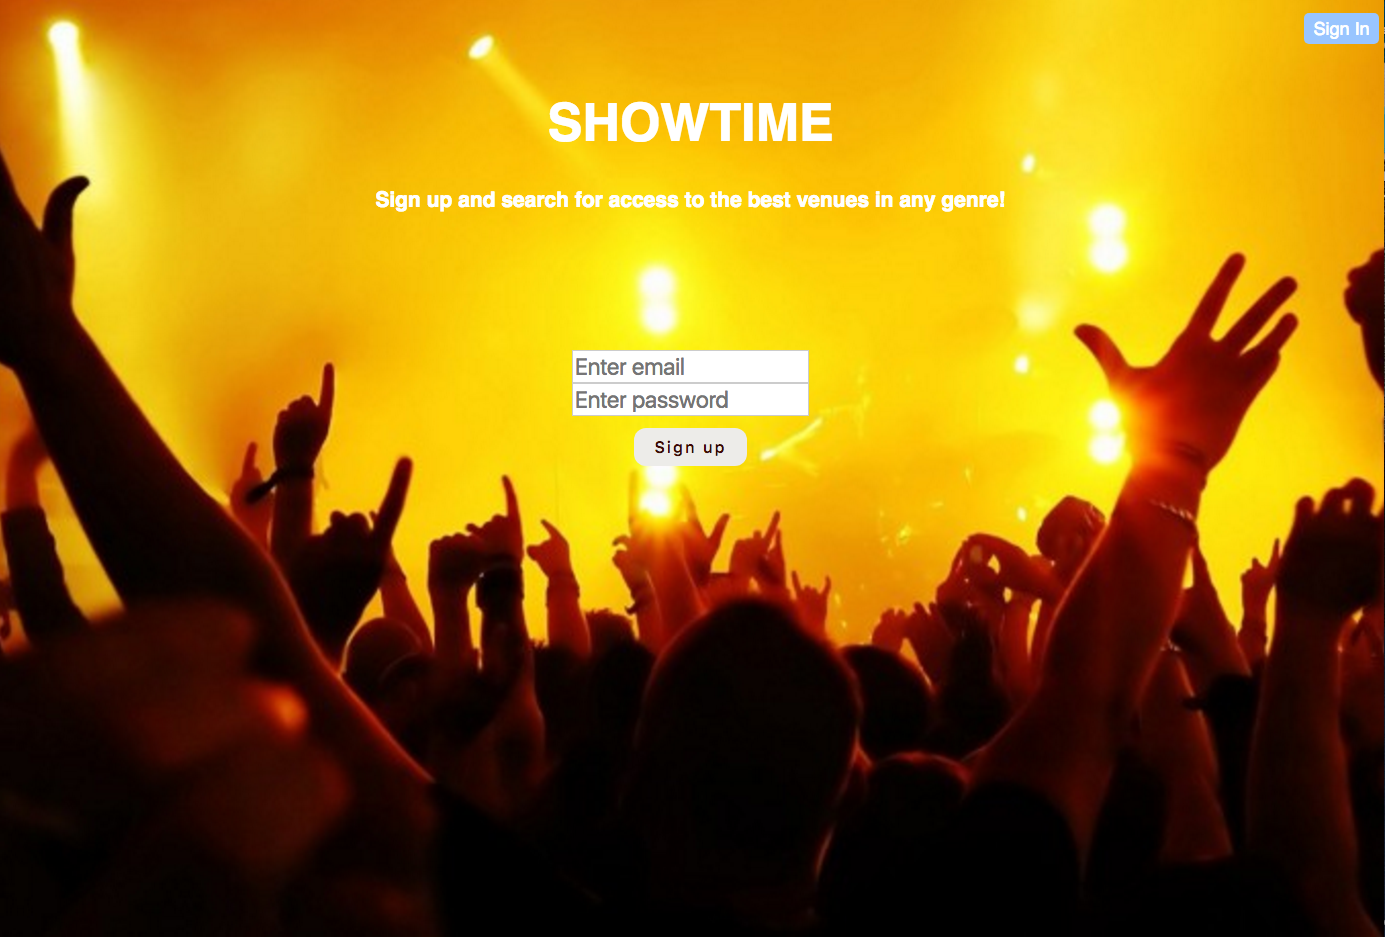 Sign In
SHOWTIME
Sign up and search for access to the best venues in any genre!
Enter email
Enter password
Sign up